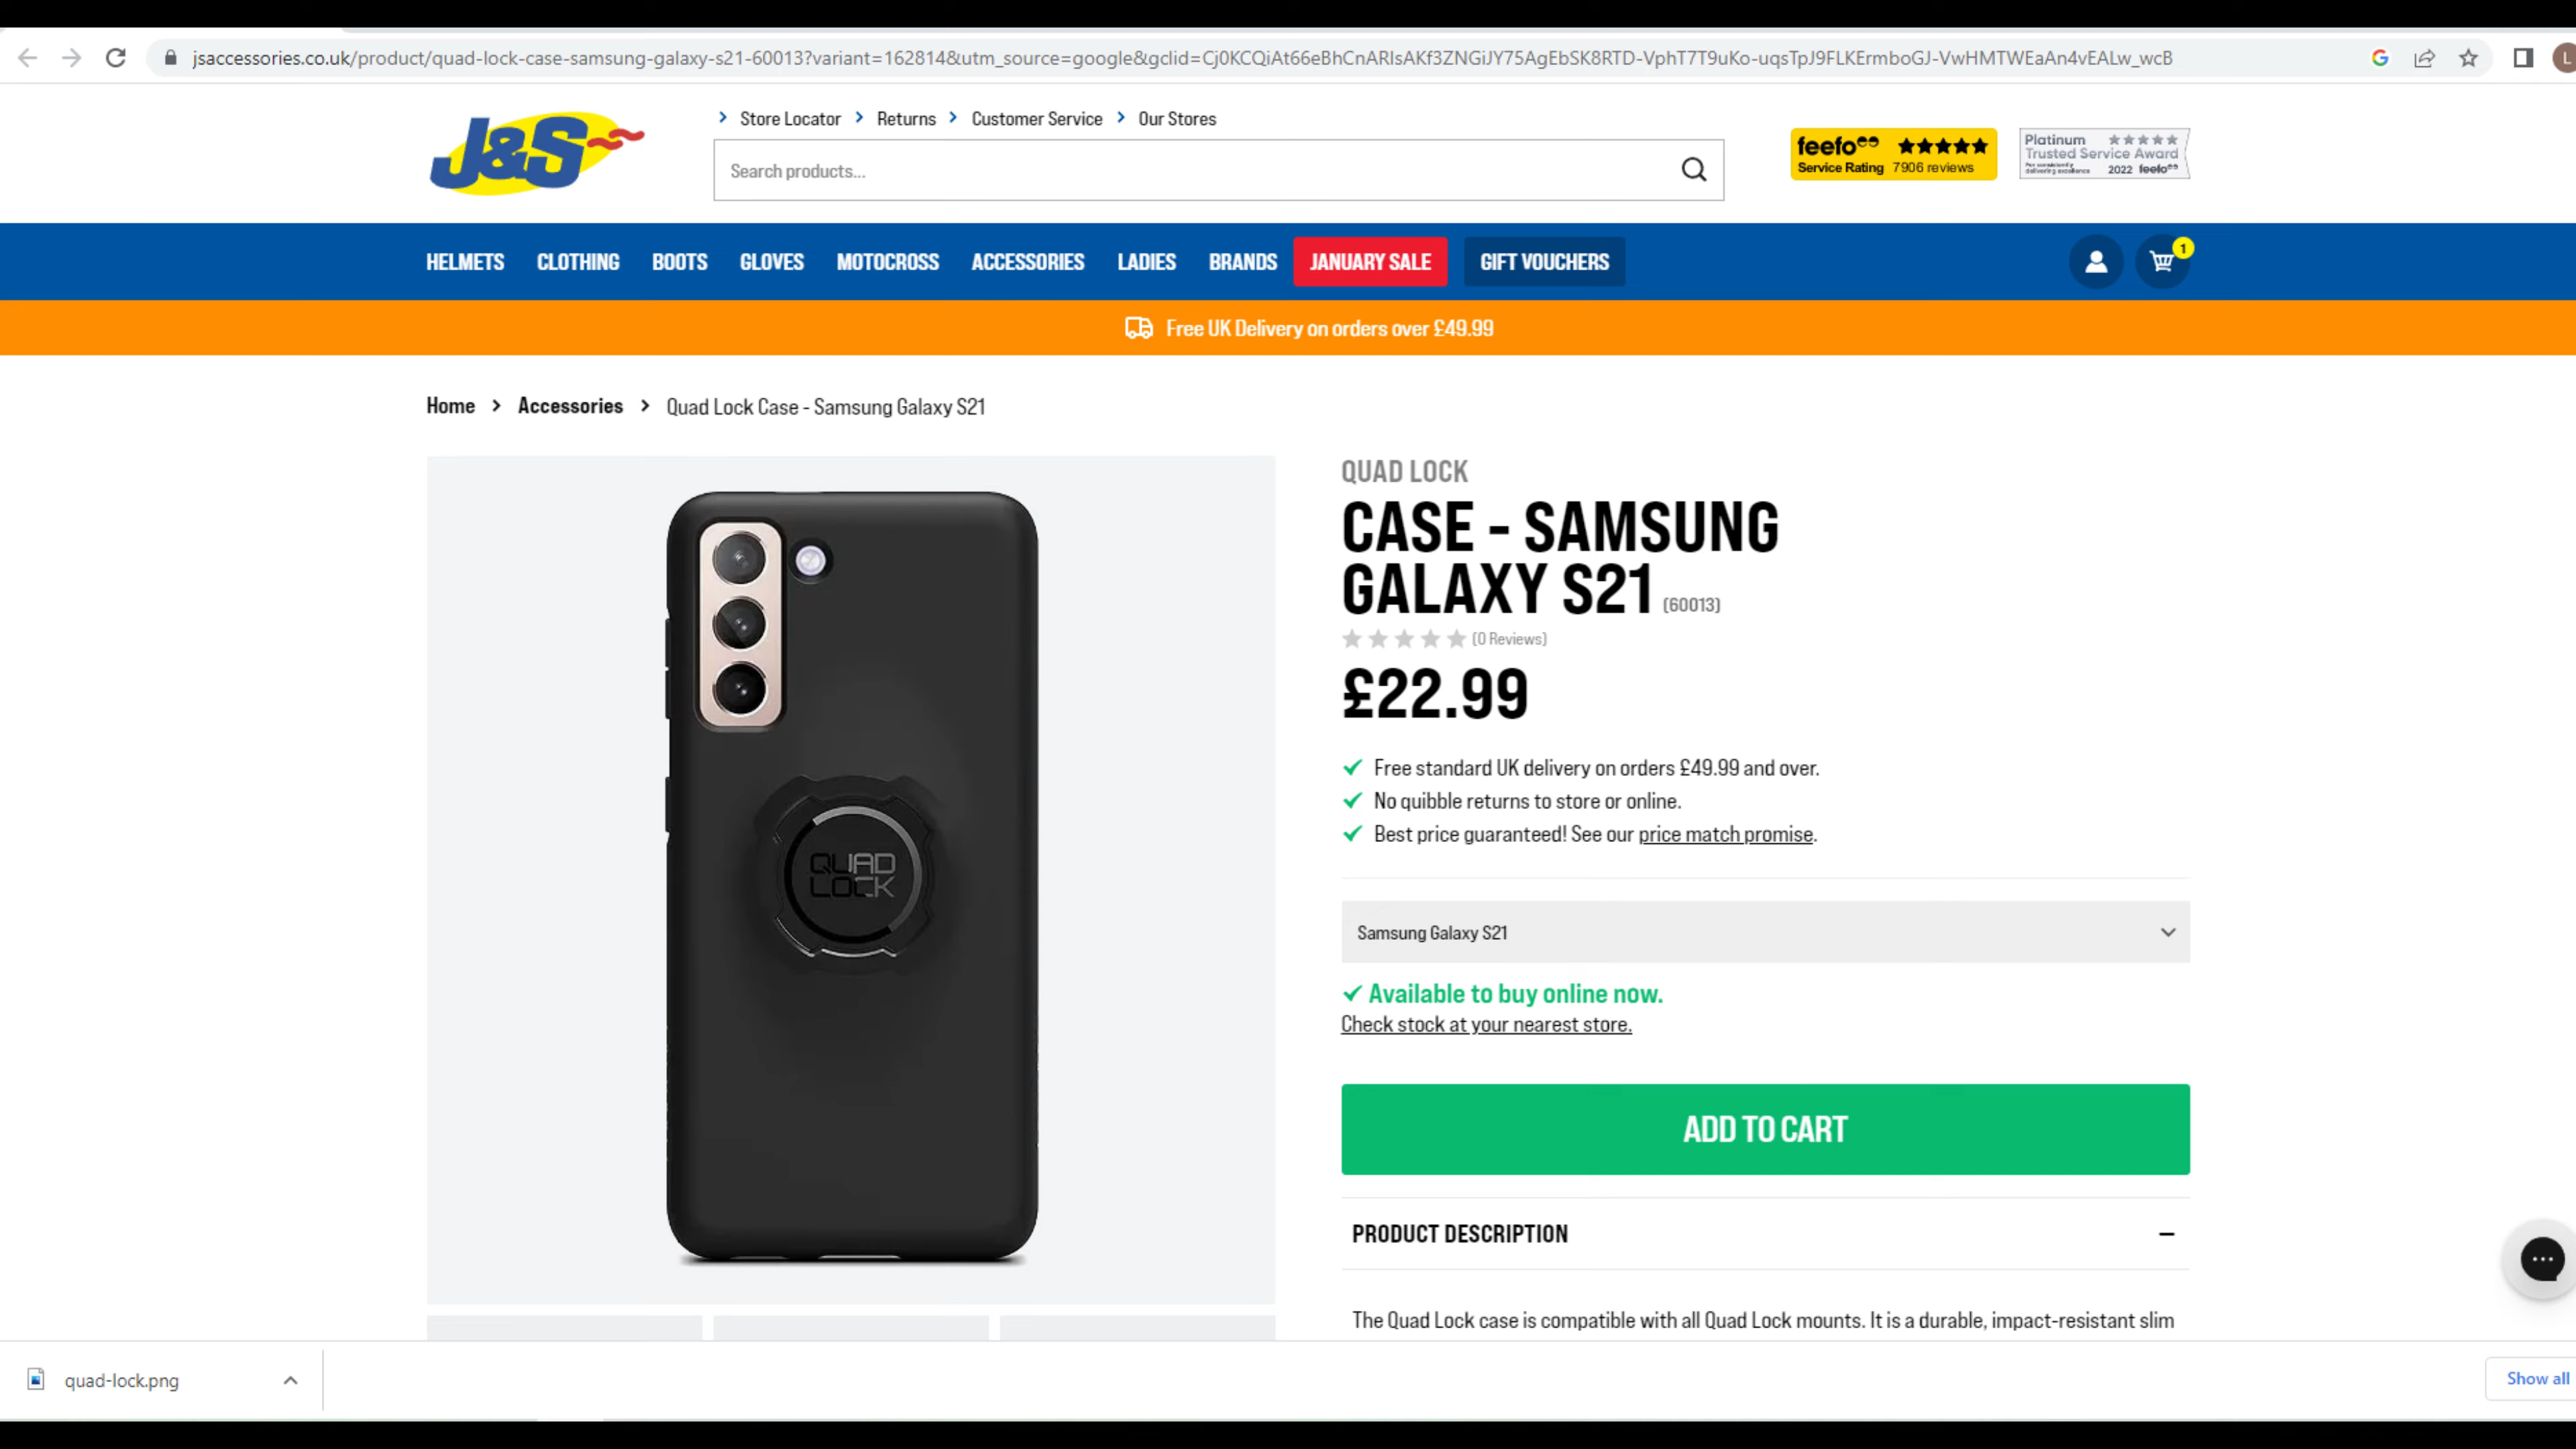 jsaccessories.co.uk/product/quad-lock-case-samsung-galaxy-s21-60013?variant=162814&utm_source=google&gclid=Cj0KCQiAt66eBhCnARIsAKf3ZNGiJY75AgEbSK8RTD-VphT7T9uKo-uqsTpJ9FLKErmboGJ-VwHMTWEaAn4vEALw_wcB
L
J&S
Store Locator Returns Customer Service Our Stores
Search products...
feefo
Service Rating 7906 reviews
Platinum
Trusted Service Award
For consistently
delivering excellence 2022 feefo
HELMETS CLOTHING BOOTS GLOVES MOTOCROSS ACCESSORIES LADIES BRANDS JANUARY SALE GIFT VOUCHERS 1
Free UK Delivery on orders over £49.99
Home > Accessories > Quad Lock Case - Samsung Galaxy S21
QUAD
LOCK
QUAD LOCK
CASE - SAMSUNG
GALAXY S21 (60013)
(0 Reviews)
£22.99
Free standard UK delivery on orders £49.99 and over.
No quibble returns to store or online.
Best price guaranteed! See our price match promise.
Samsung Galaxy S21
Available to buy online now.
Check stock at your nearest store.
ADD TO CART
PRODUCT DESCRIPTION
The Quad Lock case is compatible with all Quad Lock mounts. It is a durable, impact-resistant slim
quad-lock.png
Show all